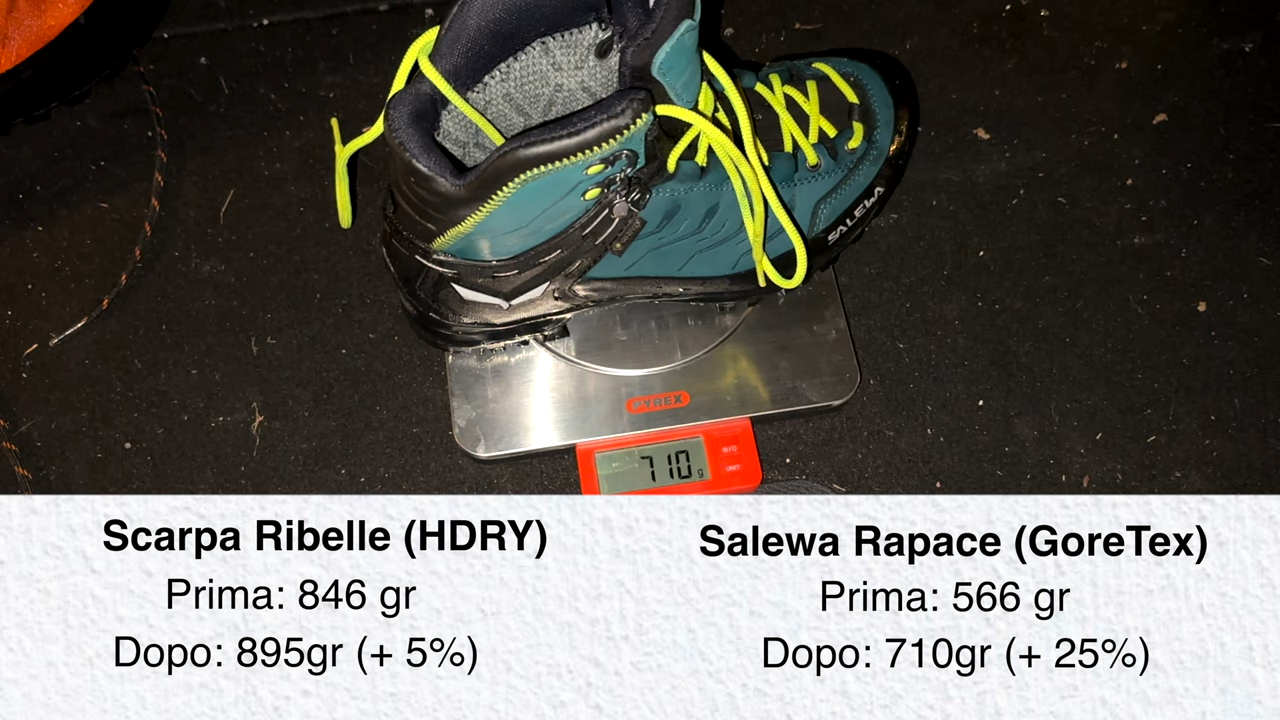 SALEWA
PYREX
710 g
UNIT
Scarpa Ribelle (HDRY)
Prima: 846 gr
Dopo: 895gr (+ 5%)
Salewa Rapace (GoreTex)
Prima: 566 gr
Dopo: 710gr (+ 25%)